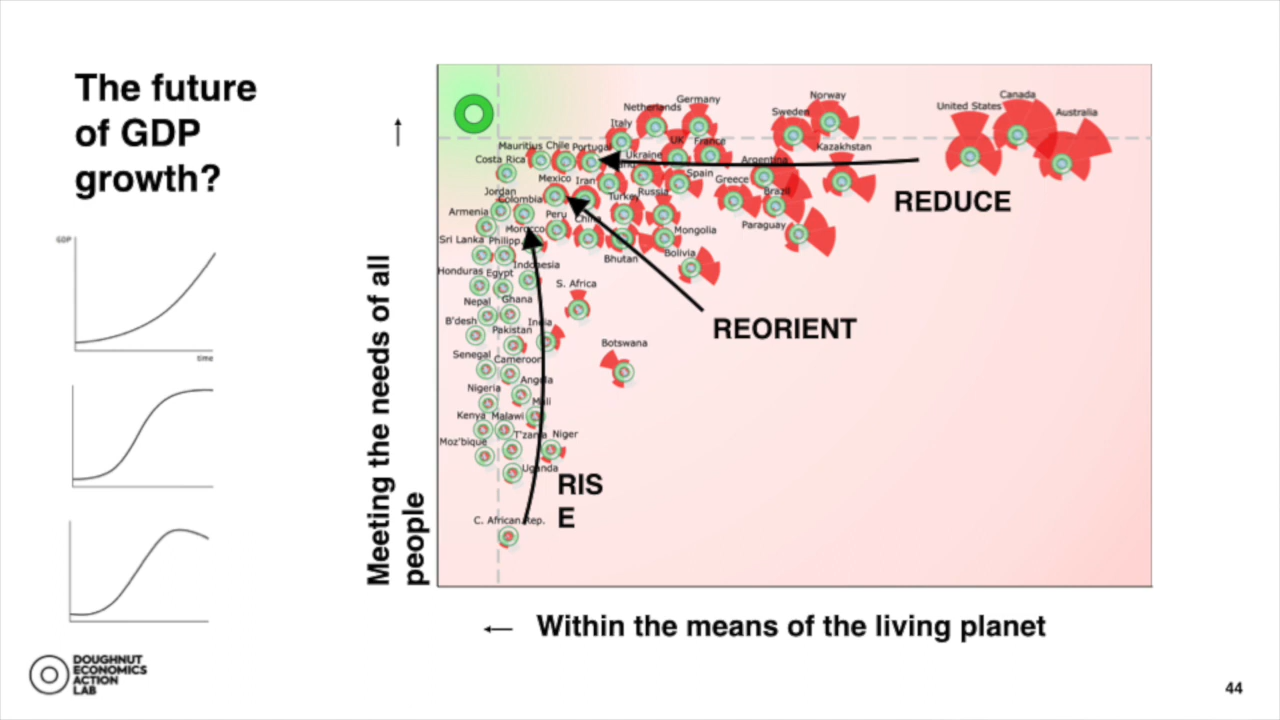 The future
of GDP
growth?
GDP
time
Meeting the needs of all
people
Norway
Canada
Germany
Netherlands
United States
Sweden
Australia
Italy
UK
France
Kazakhstan
Mauritius Chile Portugal
Ukraine
Costa Rica
Argentina
Mexico
Iran
Spain
Greece
Jordan
Russia
Brazil
Colombia
Turkey
Armenia
Peru
China
Paraguay
Morocco
Mongolia
Sri Lanka
Philipp.
Bolivia
Bhutan
Indonesia
Honduras
Egypt
S. Africa
Nepal
Ghana
B'desh
India
Pakistan
Botswana
Senegal
Cameroon
Angola
Nigeria
Mali
Kenya
Malawi
T'zania
Niger
Moz'bique
Uganda
C. African Rep.
REDUCE
REORIENT
RIS
E
← Within the means of the living planet
DOUGHNUT
ECONOMICS
ACTION
LAB
44